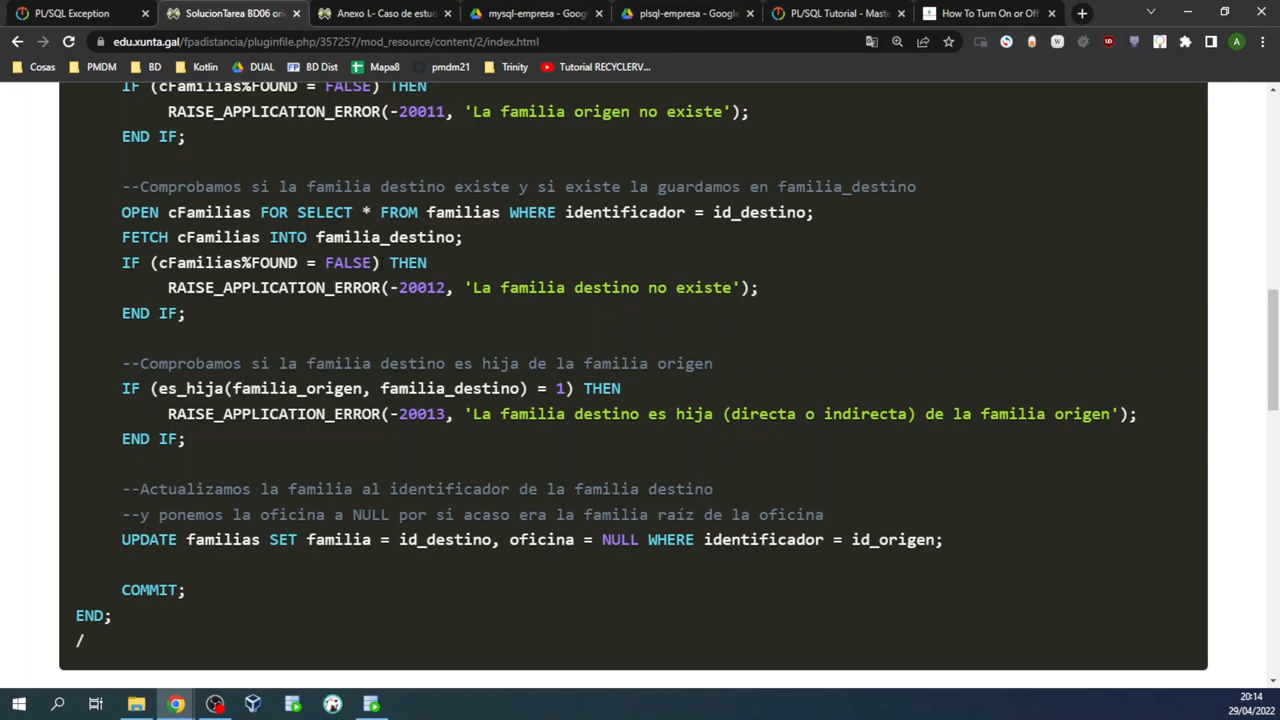 PL/SQL Exception
SolucionTarea BD06 ori
Anexo I.- Caso de estu
mysql-empresa - Goog
plsql-empresa - Google
PL/SQL Tutorial - Maste
How To Turn On or Off
edu.xunta.gal/fpadistancia/pluginfile.php/357257/mod_resource/content/2/index.html
Cosas PMDM BD Kotlin DUAL FP BD Dist Mapa8 pmdm21 Trinity Tutorial RECYCLERV...
IF (cFamilias%FOUND = FALSE) THEN
RAISE_APPLICATION_ERROR(-20011, 'La familia origen no existe');
END IF;
--Comprobamos si la familia destino existe y si existe la guardamos en familia_destino
OPEN cFamilias FOR SELECT * FROM familias WHERE identificador = id_destino;
FETCH cFamilias INTO familia_destino;
IF (cFamilias%FOUND = FALSE) THEN
RAISE_APPLICATION_ERROR(-20012, 'La familia destino no existe');
END IF;
--Comprobamos si la familia destino es hija de la familia origen
IF (es_hija(familia_origen, familia_destino) = 1) THEN
RAISE_APPLICATION_ERROR(-20013, 'La familia destino es hija (directa o indirecta) de la familia origen');
END IF;
--Actualizamos la familia al identificador de la familia destino
--y ponemos la oficina a NULL por si acaso era la familia raíz de la oficina
UPDATE familias SET familia = id_destino, oficina = NULL WHERE identificador = id_origen;
COMMIT;
END;
/
20:14
29/04/2022